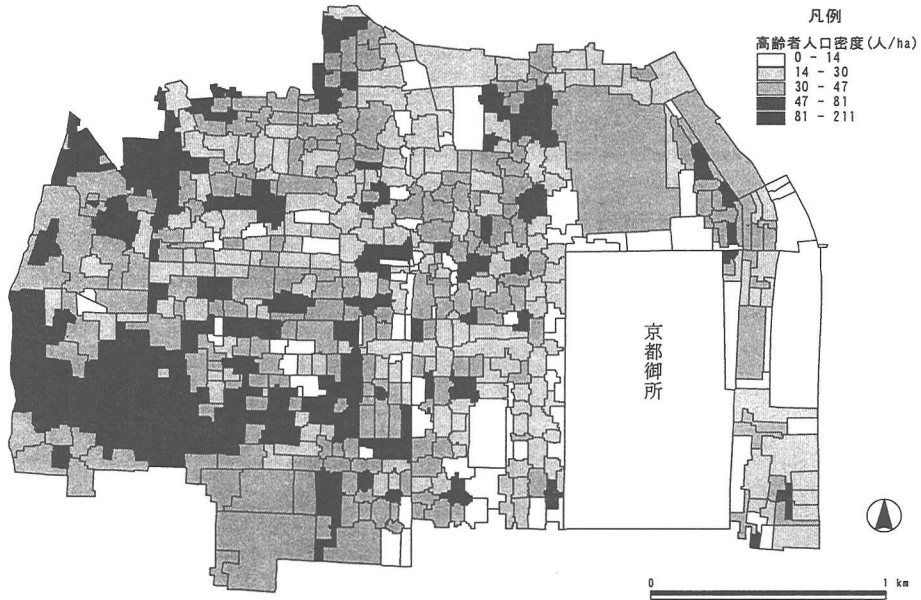 凡例
高齢者人口密度(人/ha)
0 - 14
14 - 30
30 - 47
47 - 81
81 - 211
京都御所
0 1 km